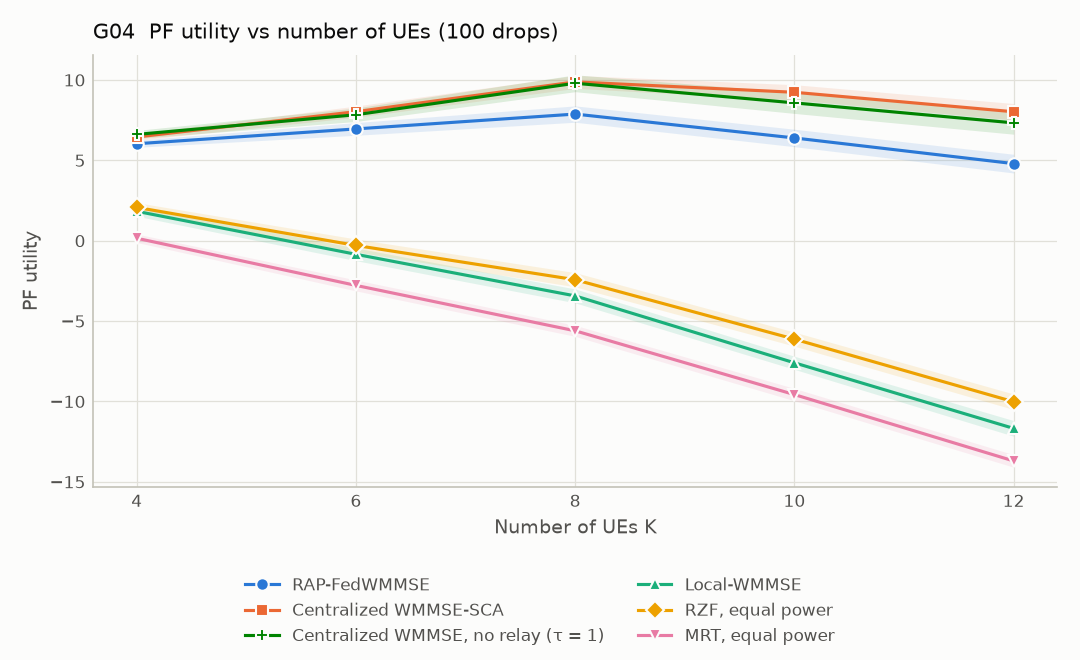 G04  PF utility vs number of UEs (100 drops)
10
5
0
−5
−10
−15
PF utility
4 6 8 10 12
Number of UEs K
RAP-FedWMMSE
Centralized WMMSE-SCA
Centralized WMMSE, no relay (τ = 1)
Local-WMMSE
RZF, equal power
MRT, equal power